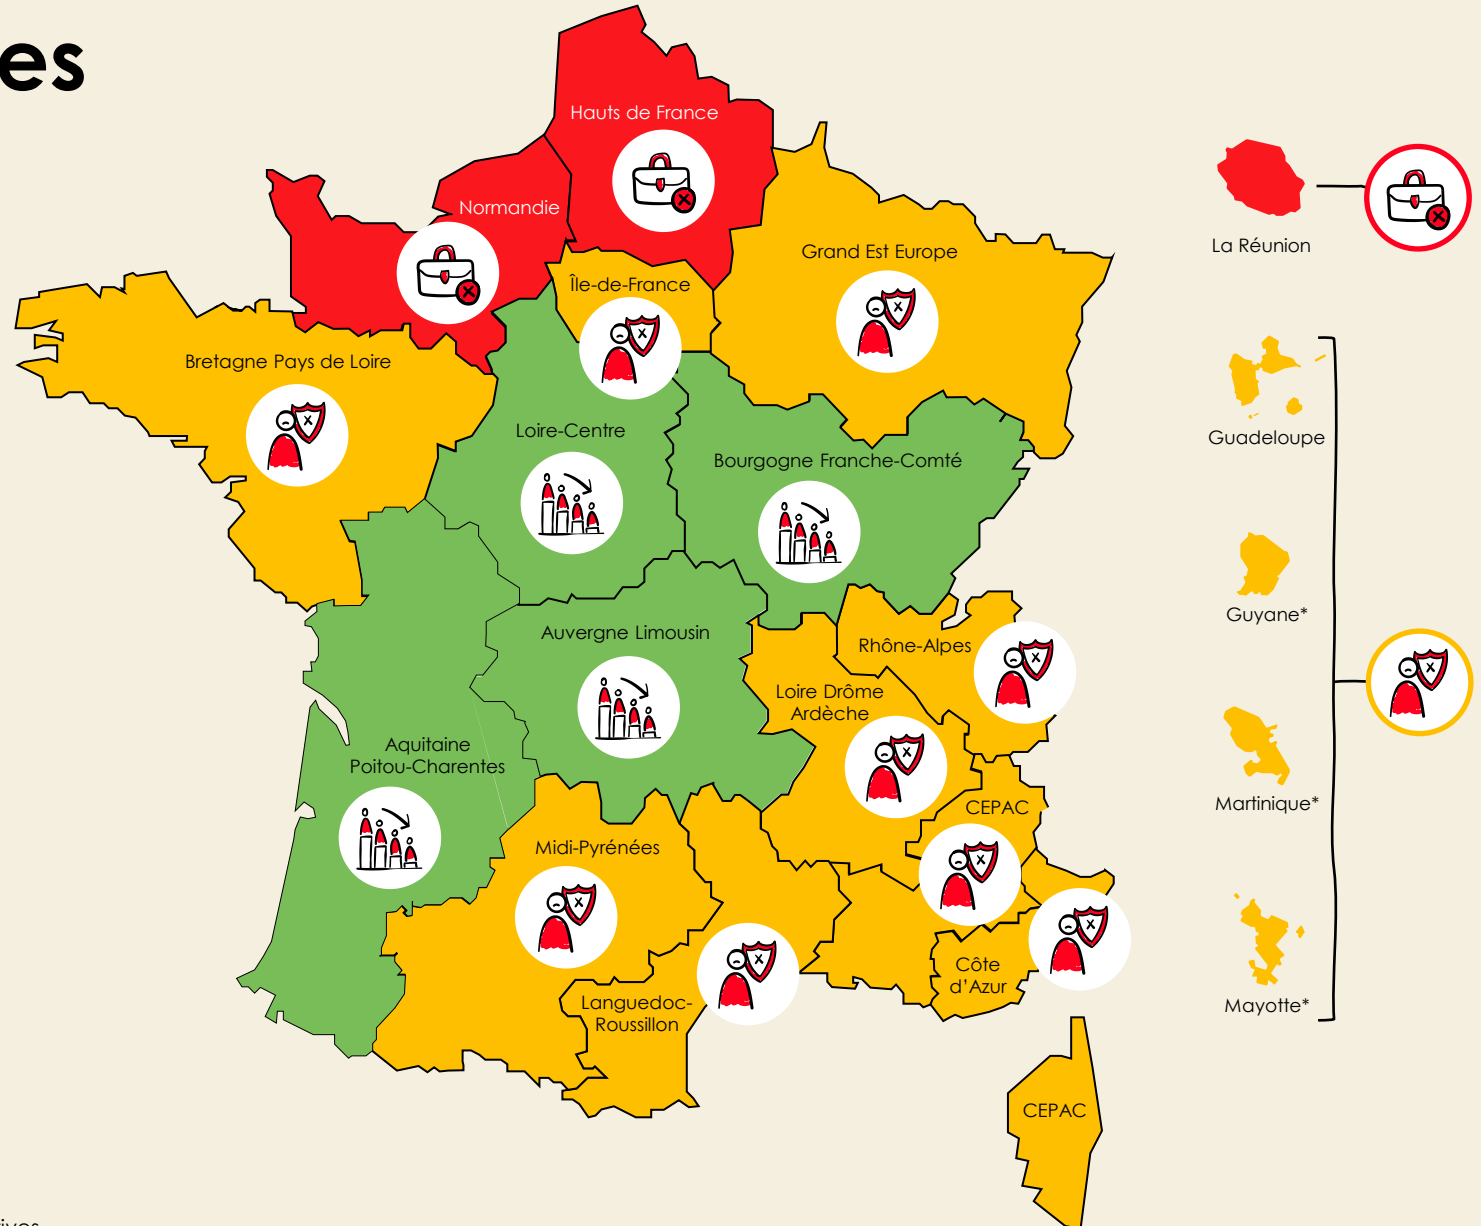 es
Hauts de France
Normandie
La Réunion
Grand Est Europe
Île-de-France
Bretagne Pays de Loire
Loire-Centre
Guadeloupe
Bourgogne Franche-Comté
Guyane*
Auvergne Limousin
Rhône-Alpes
Loire Drôme
Ardèche
Aquitaine
Poitou-Charentes
Martinique*
CEPAC
Midi-Pyrénées
Côte
d'Azur
Languedoc-
Roussillon
Mayotte*
CEPAC